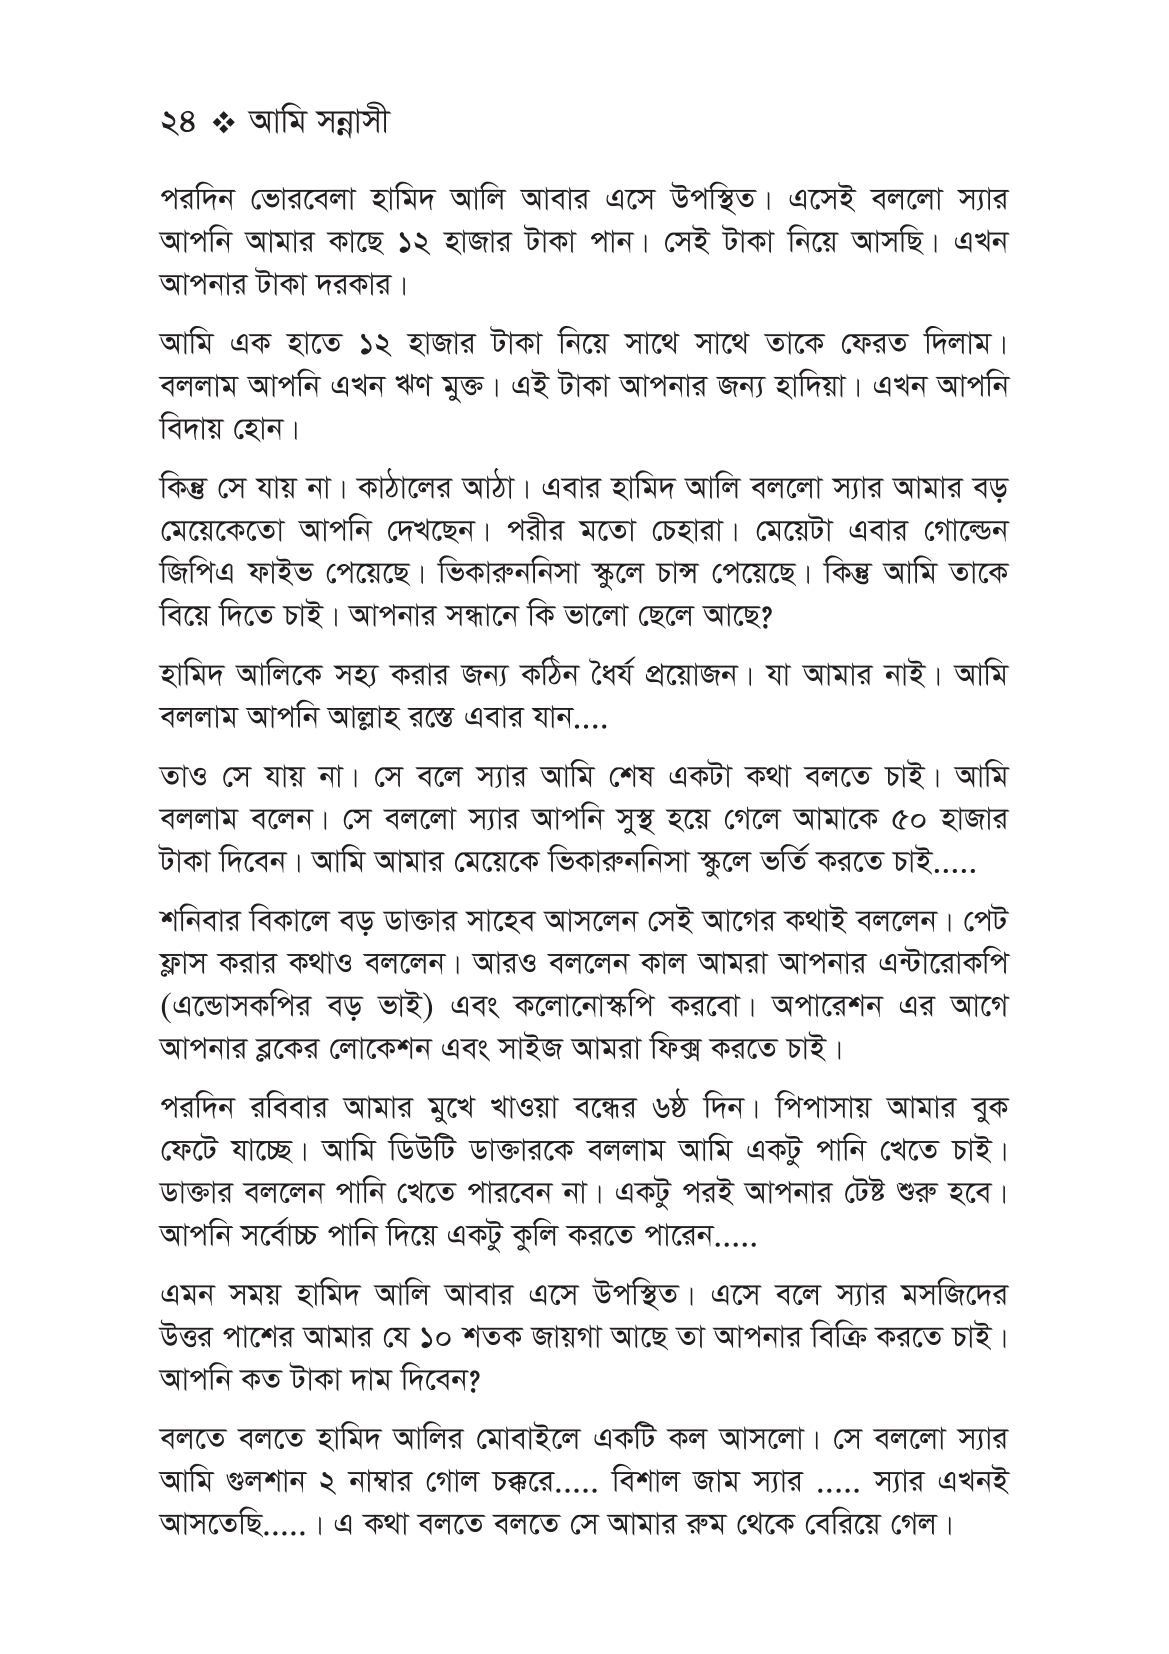 ২৪ ❖ আমি সন্নাসী
পরদিন ভোরবেলা হামিদ আলি আবার এসে উপস্থিত। এসেই বললো স্যার
আপনি আমার কাছে ১২ হাজার টাকা পান। সেই টাকা নিয়ে আসছি। এখন
আপনার টাকা দরকার।
আমি এক হাতে ১২ হাজার টাকা নিয়ে সাথে সাথে তাকে ফেরত দিলাম।
বললাম আপনি এখন ঋণ মুক্ত। এই টাকা আপনার জন্য হাদিয়া। এখন আপনি
বিদায় হোন।
কিন্তু সে যায় না। কাঠালের আঠা। এবার হামিদ আলি বললো স্যার আমার বড়
মেয়েকেতো আপনি দেখছেন। পরীর মতো চেহারা। মেয়েটা এবার গোল্ডেন
জিপিএ ফাইভ পেয়েছে। ভিকারুননিসা স্কুলে চান্স পেয়েছে। কিন্তু আমি তাকে
বিয়ে দিতে চাই। আপনার সন্ধানে কি ভালো ছেলে আছে?
হামিদ আলিকে সহ্য করার জন্য কঠিন ধৈর্য প্রয়োজন। যা আমার নাই। আমি
বললাম আপনি আল্লাহ রস্তে এবার যান....
তাও সে যায় না। সে বলে স্যার আমি শেষ একটা কথা বলতে চাই। আমি
বললাম বলেন। সে বললো স্যার আপনি সুস্থ হয়ে গেলে আমাকে ৫০ হাজার
টাকা দিবেন। আমি আমার মেয়েকে ভিকারুননিসা স্কুলে ভর্তি করতে চাই.....
শনিবার বিকালে বড় ডাক্তার সাহেব আসলেন সেই আগের কথাই বললেন। পেট
ফ্লাস করার কথাও বললেন। আরও বললেন কাল আমরা আপনার এন্টারোকপি
(এন্ডোসকপির বড় ভাই) এবং কলোনোস্কপি করবো। অপারেশন এর আগে
আপনার ব্লকের লোকেশন এবং সাইজ আমরা ফিক্স করতে চাই।
পরদিন রবিবার আমার মুখে খাওয়া বন্ধের ৬ষ্ঠ দিন। পিপাসায় আমার বুক
ফেটে যাচ্ছে। আমি ডিউটি ডাক্তারকে বললাম আমি একটু পানি খেতে চাই।
ডাক্তার বললেন পানি খেতে পারবেন না। একটু পরই আপনার টেষ্ট শুরু হবে।
আপনি সর্বোচ্চ পানি দিয়ে একটু কুলি করতে পারেন.....
এমন সময় হামিদ আলি আবার এসে উপস্থিত। এসে বলে স্যার মসজিদের
উত্তর পাশের আমার যে ১০ শতক জায়গা আছে তা আপনার বিক্রি করতে চাই।
আপনি কত টাকা দাম দিবেন?
বলতে বলতে হামিদ আলির মোবাইলে একটি কল আসলো। সে বললো স্যার
আমি গুলশান ২ নাম্বার গোল চক্করে..... বিশাল জাম স্যার ..... স্যার এখনই
আসতেছি.....। এ কথা বলতে বলতে সে আমার রুম থেকে বেরিয়ে গেল।